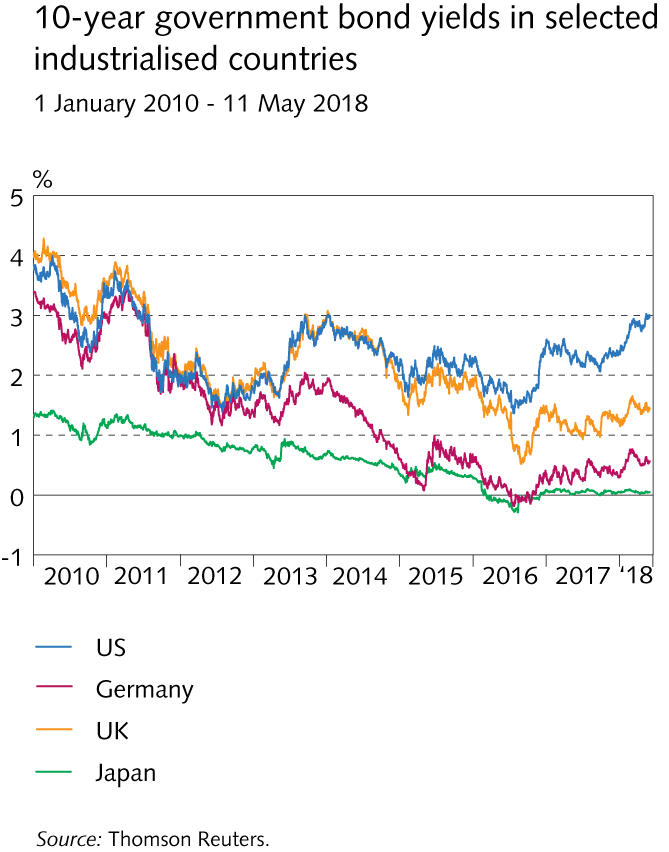 10-year government bond yields in selected
industrialised countries
1 January 2010 - 11 May 2018
%
5
4
3
2
1
0
-1
2010 2011 2012 2013 2014 2015 2016 2017 '18
US
Germany
UK
Japan
Source: Thomson Reuters.